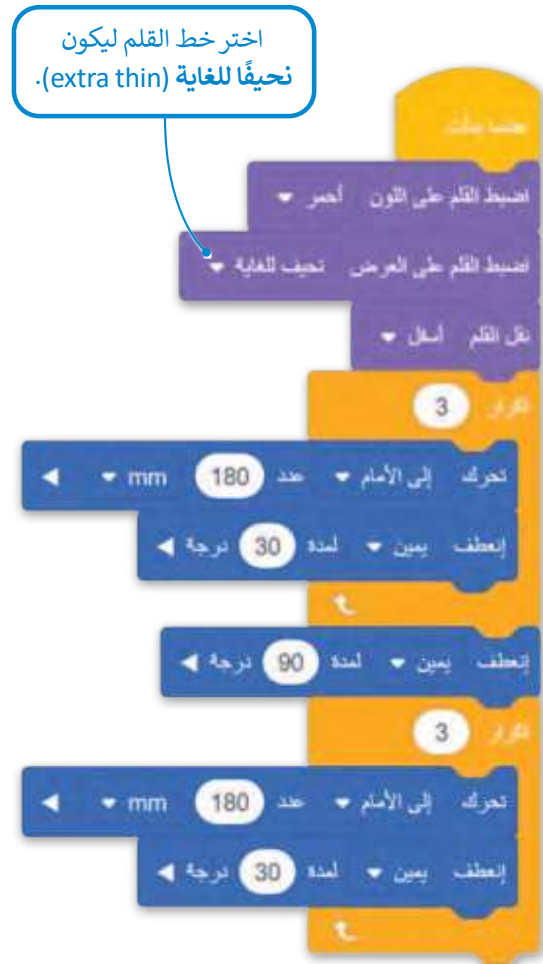 اختر خط القلم ليكون
نحيفًا للغاية (extra thin).
عندما بدأت
اضبط القلم على اللون أحمر
اضبط القلم على العرض نحيف للغاية
نقل القلم أسفل
تكرار 3
تحرك إلى الأمام عدد 180 mm
إنعطف يمين لمدة 30 درجة
إنعطف يمين لمدة 90 درجة
تكرار 3
تحرك إلى الأمام عدد 180 mm
إنعطف يمين لمدة 30 درجة